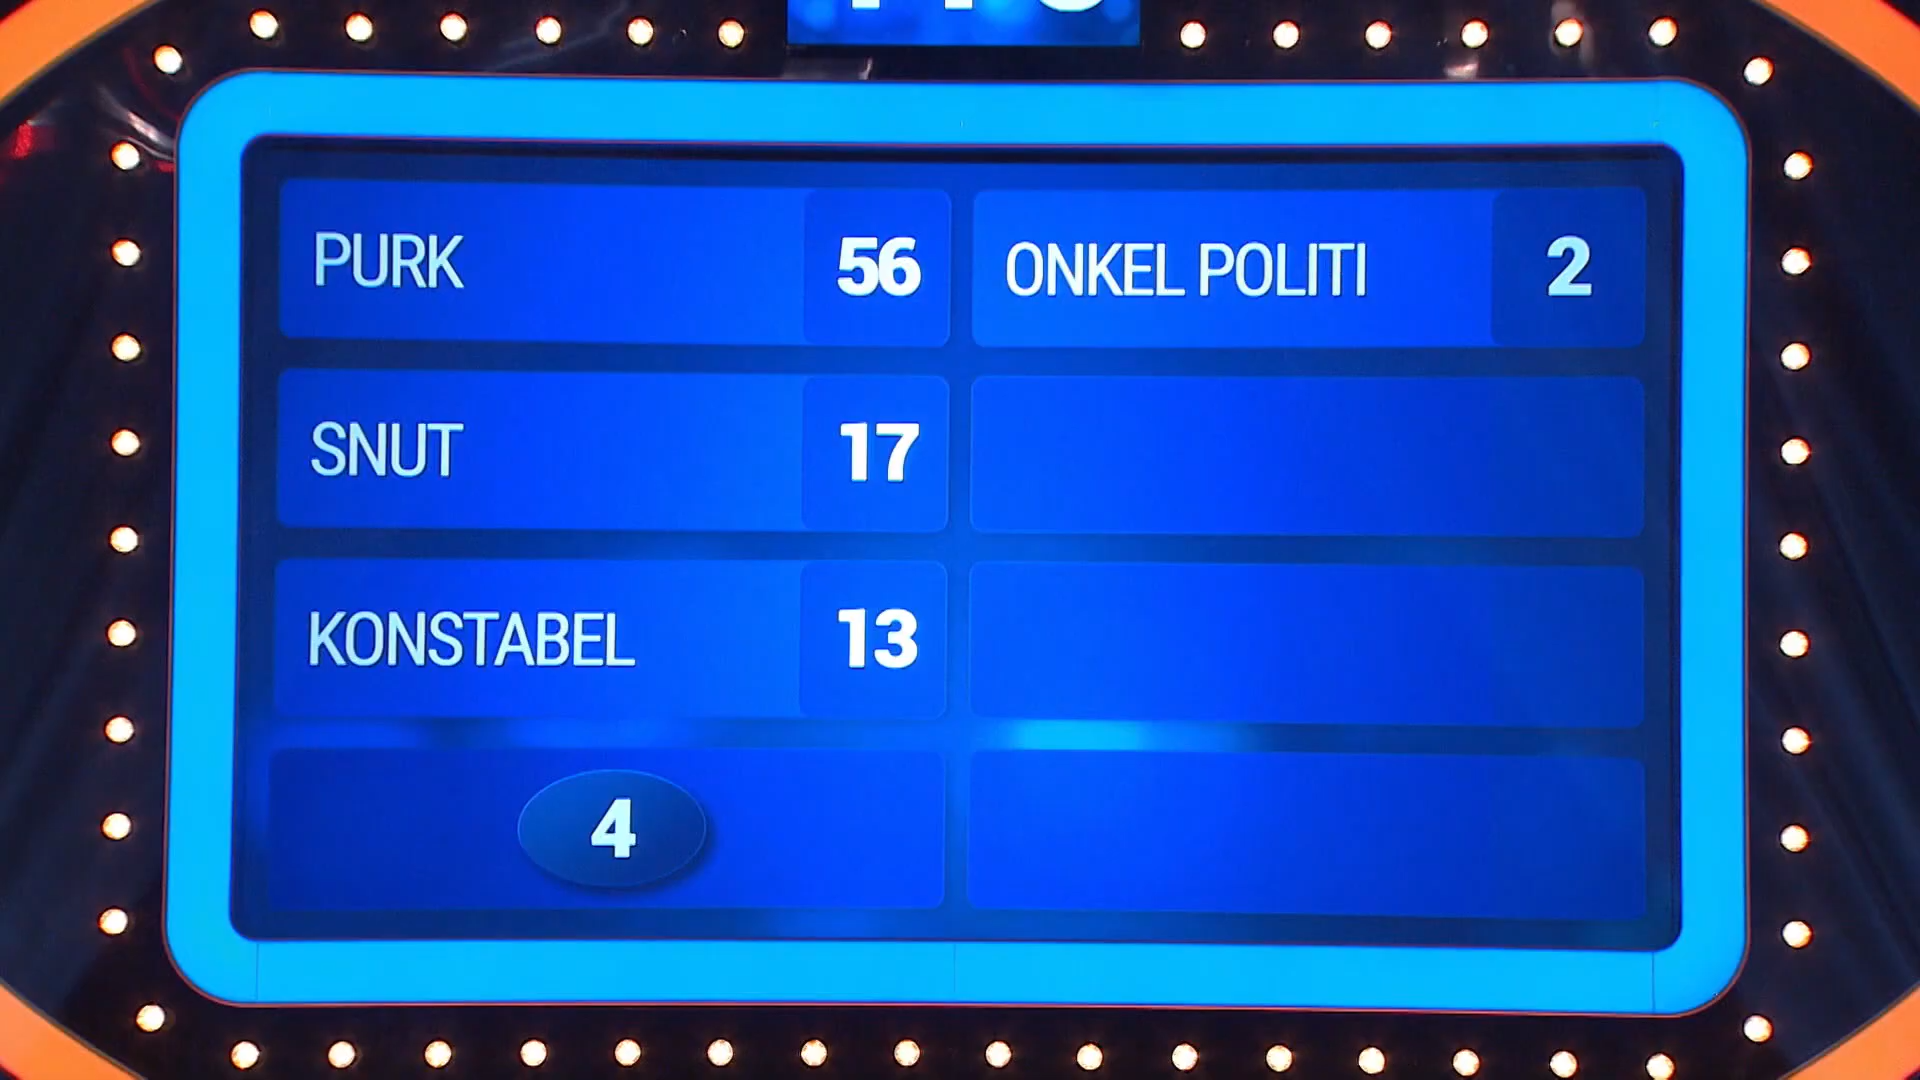 PURK 56
SNUT 17
KONSTABEL 13
4
ONKEL POLITI 2